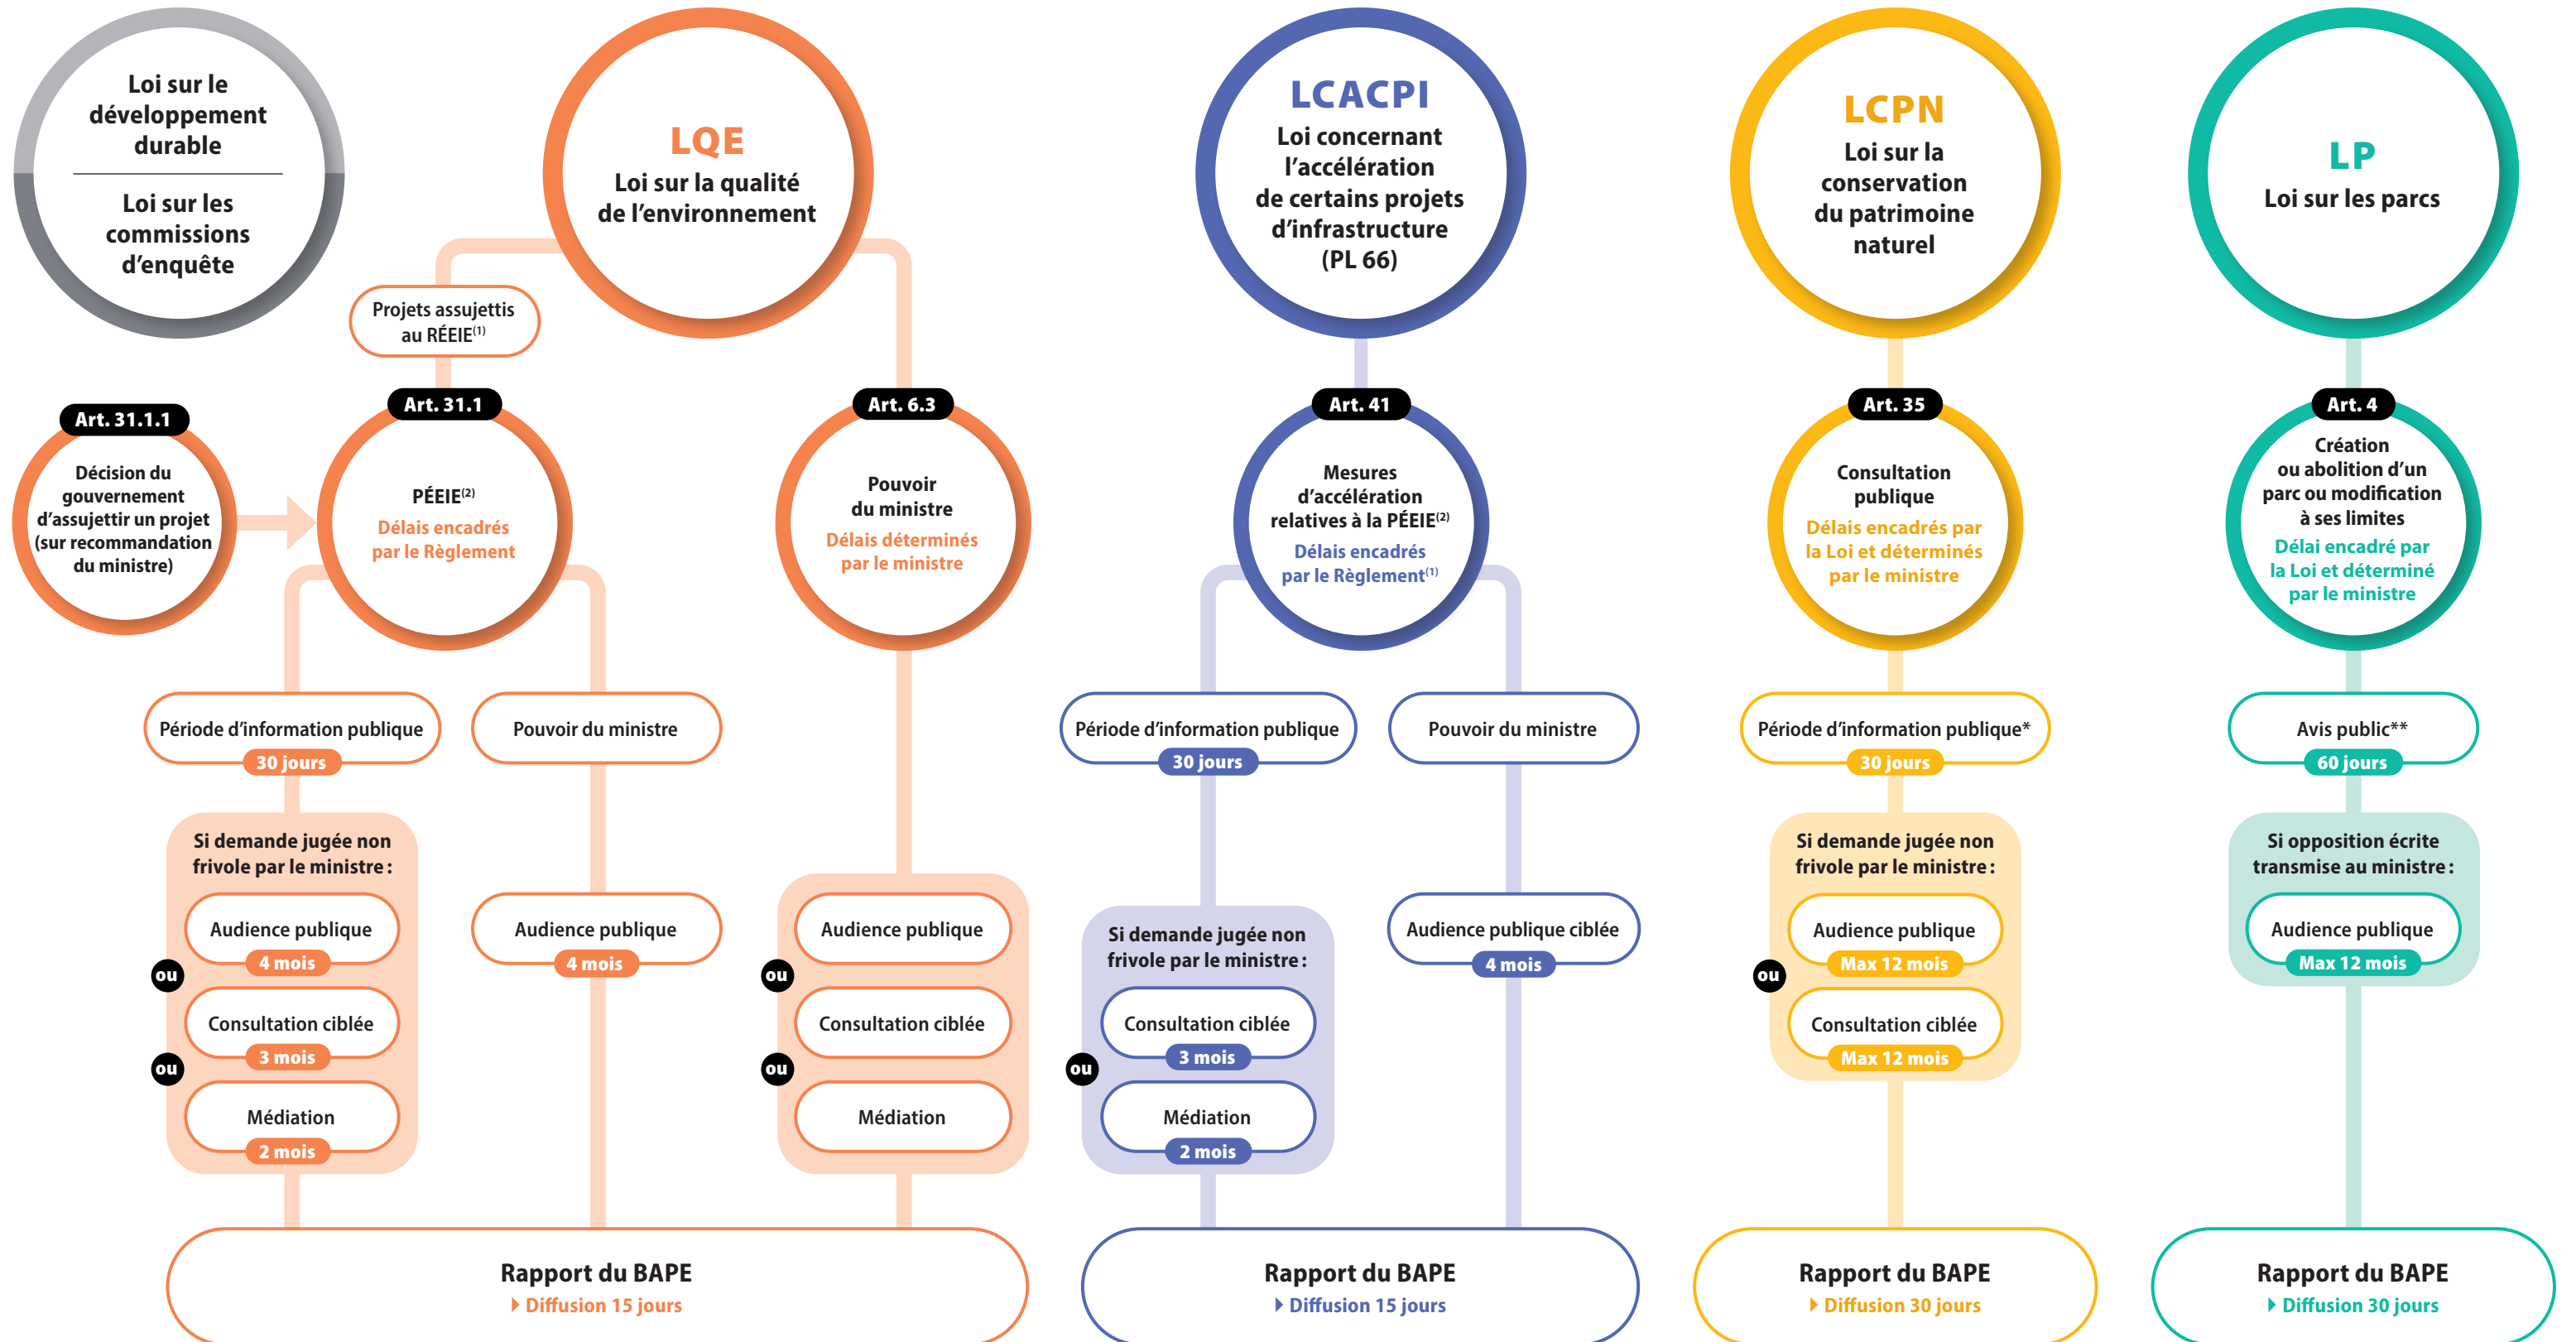 Loi sur le
développement
durable
Loi sur les
commissions
d’enquête
LQE
Loi sur la qualité
de l’environnement
Projets assujettis
au RÉEIE(1)
Art. 31.1.1
Décision du
gouvernement
d’assujettir un projet
(sur recommandation
du ministre)
Art. 31.1
PÉEIE(2)
Délais encadrés
par le Règlement
Période d’information publique
30 jours
Si demande jugée non
frivole par le ministre :
Audience publique
4 mois
ou
Consultation ciblée
3 mois
ou
Médiation
2 mois
Pouvoir du ministre
Audience publique
4 mois
Art. 6.3
Pouvoir
du ministre
Délais déterminés
par le ministre
Audience publique
ou
Consultation ciblée
ou
Médiation
Rapport du BAPE
Diffusion 15 jours
LCACPI
Loi concernant
l’accélération
de certains projets
d’infrastructure
(PL 66)
Art. 41
Mesures
d’accélération
relatives à la PÉEIE(2)
Délais encadrés
par le Règlement(1)
Période d’information publique
30 jours
Si demande jugée non
frivole par le ministre :
Consultation ciblée
3 mois
ou
Médiation
2 mois
Pouvoir du ministre
Audience publique ciblée
4 mois
Rapport du BAPE
Diffusion 15 jours
LCPN
Loi sur la
conservation
du patrimoine
naturel
Art. 35
Consultation
publique
Délais encadrés par
la Loi et déterminés
par le ministre
Période d’information publique*
30 jours
Si demande jugée non
frivole par le ministre :
Audience publique
Max 12 mois
ou
Consultation ciblée
Max 12 mois
Rapport du BAPE
Diffusion 30 jours
LP
Loi sur les parcs
Art. 4
Création
ou abolition d’un
parc ou modification
à ses limites
Délai encadré par
la Loi et déterminé
par le ministre
Avis public**
60 jours
Si opposition écrite
transmise au ministre :
Audience publique
Max 12 mois
Rapport du BAPE
Diffusion 30 jours